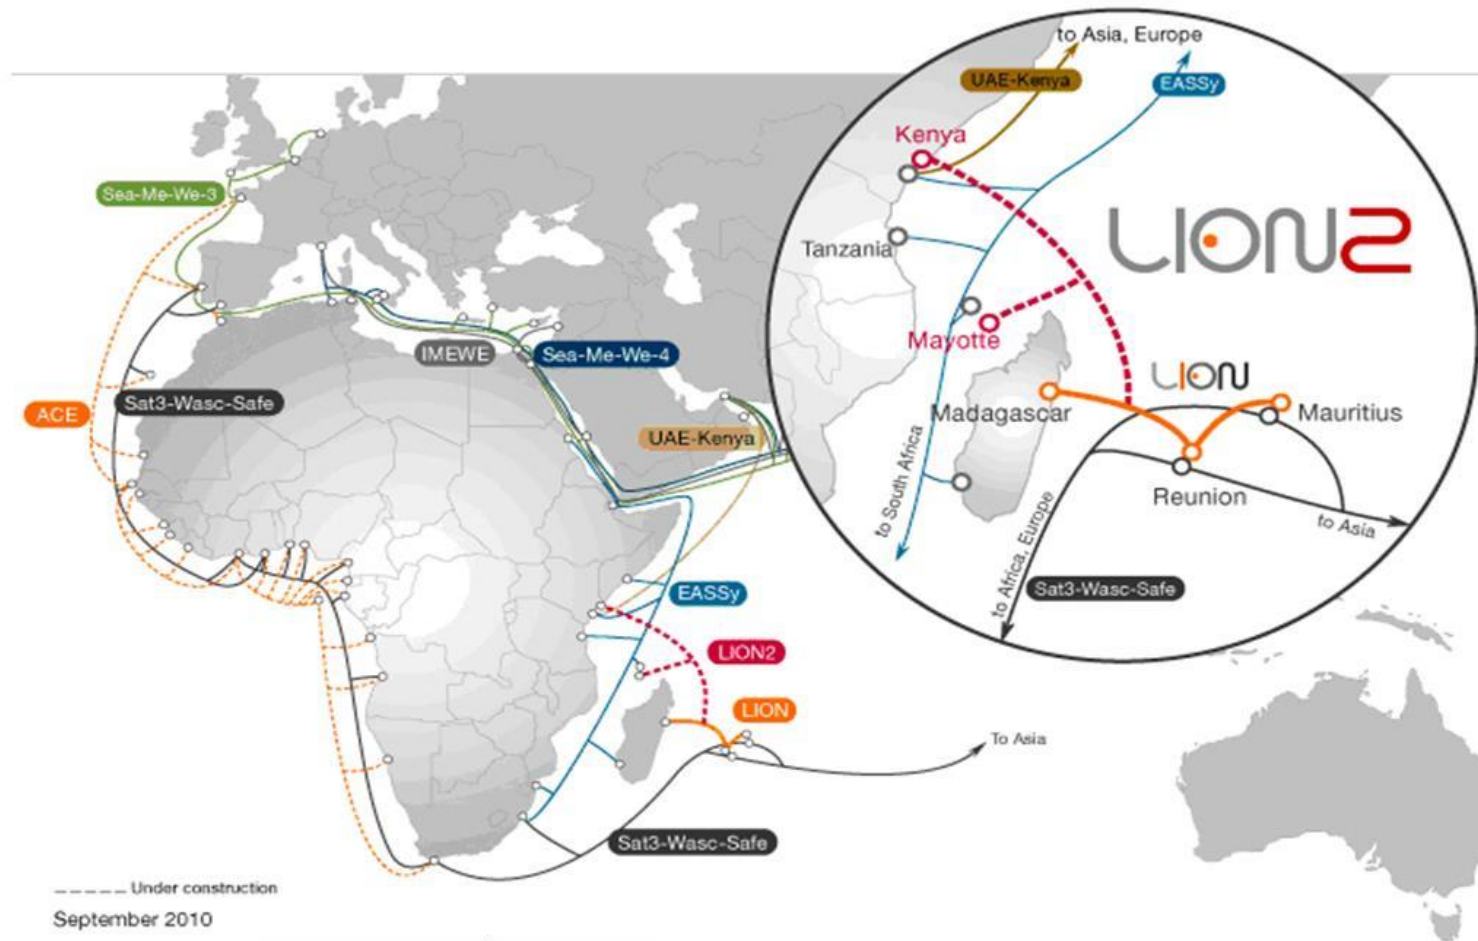 to Asia, Europe
UAE-Kenya
EASSy
Kenya
Sea-Me-We-3
LION2
Tanzania
Mayotte
IMEWE
Sea-Me-We-4
LION
ACE
Sat3-Wasc-Safe
Madagascar
Mauritius
UAE-Kenya
to South Africa
Reunion
to Asia
to Africa, Europe
Sat3-Wasc-Safe
EASSy
LION2
LION
To Asia
Sat3-Wasc-Safe
Under construction
September 2010